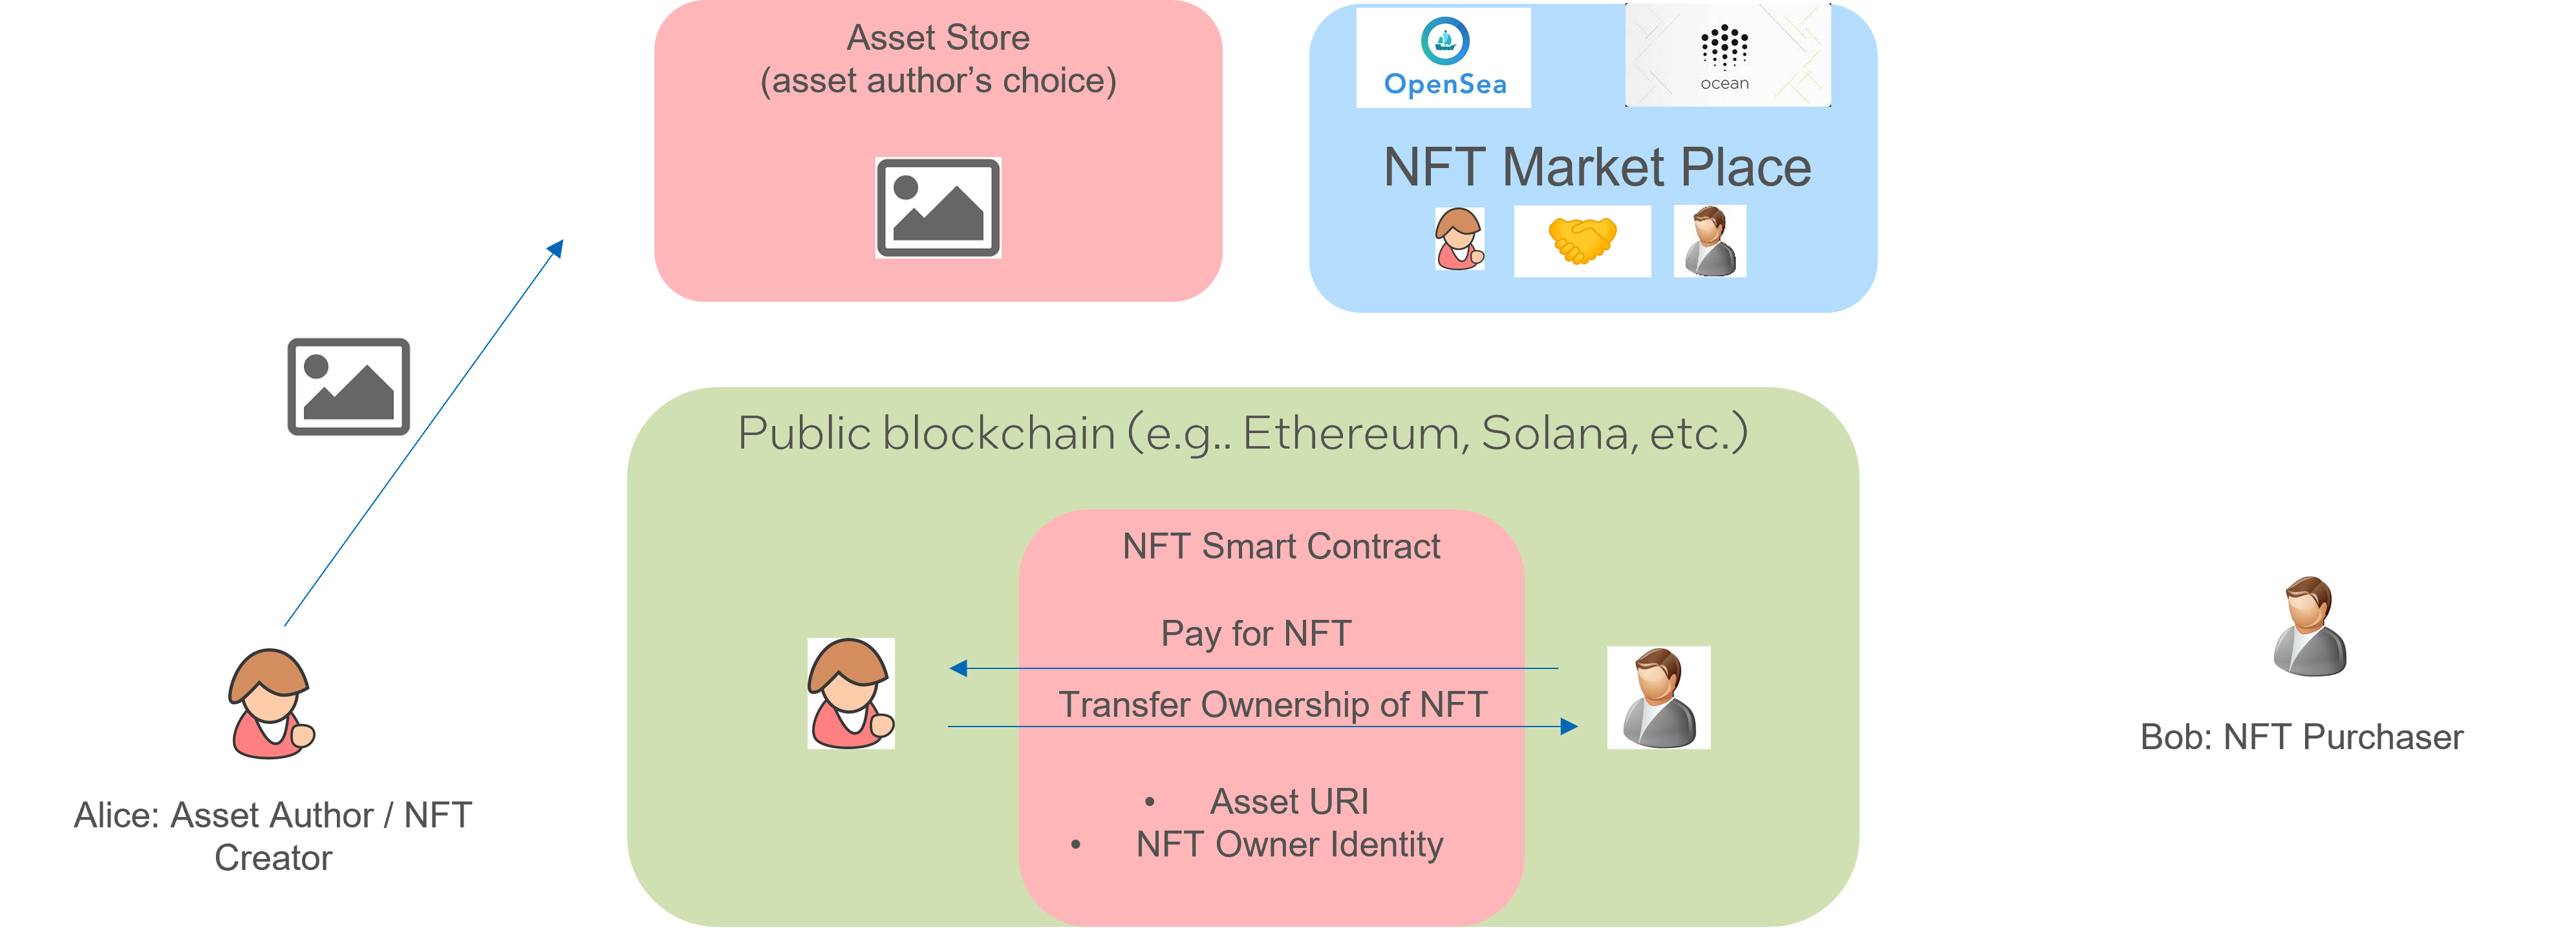 Asset Store
(asset author’s choice)
OpenSea
ocean
NFT Market Place
Public blockchain (e.g.. Ethereum, Solana, etc.)
NFT Smart Contract
Pay for NFT
Transfer Ownership of NFT
• Asset URI
• NFT Owner Identity
Alice: Asset Author / NFT
Creator
Bob: NFT Purchaser